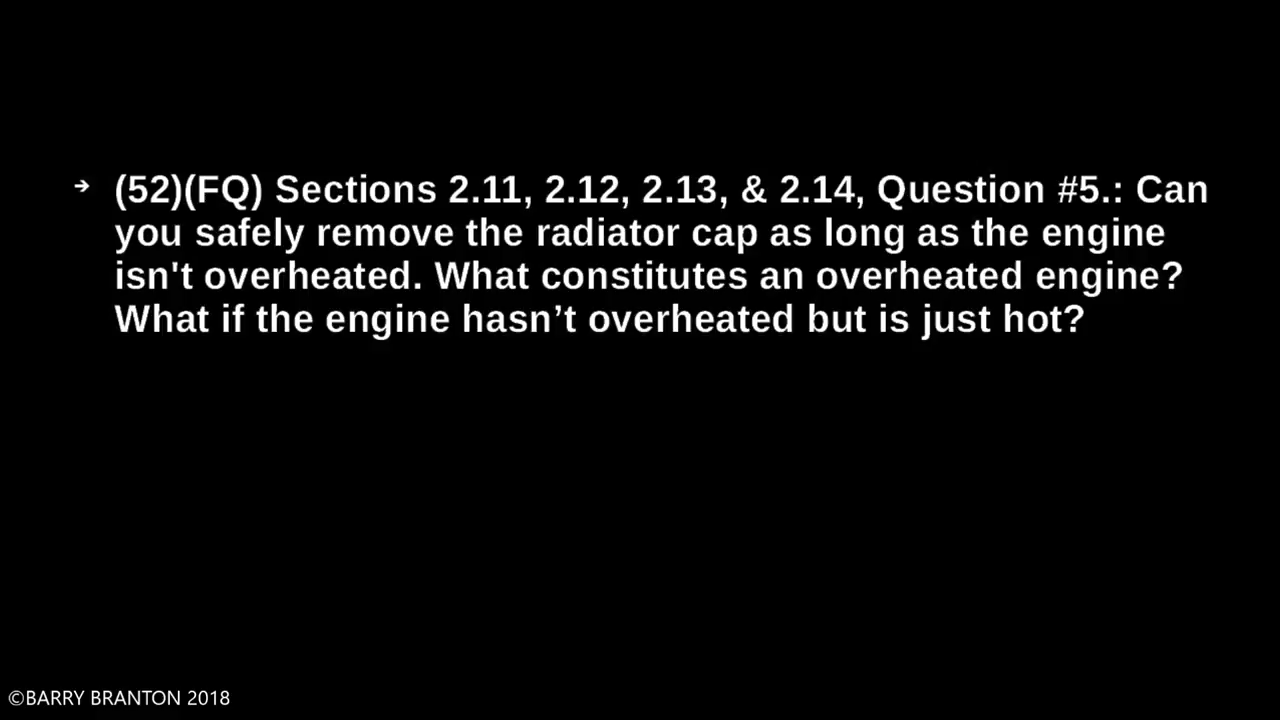 ➔ (52)(FQ) Sections 2.11, 2.12, 2.13, & 2.14, Question #5.: Can
you safely remove the radiator cap as long as the engine
isn't overheated. What constitutes an overheated engine?
What if the engine hasn’t overheated but is just hot?
©BARRY BRANTON 2018